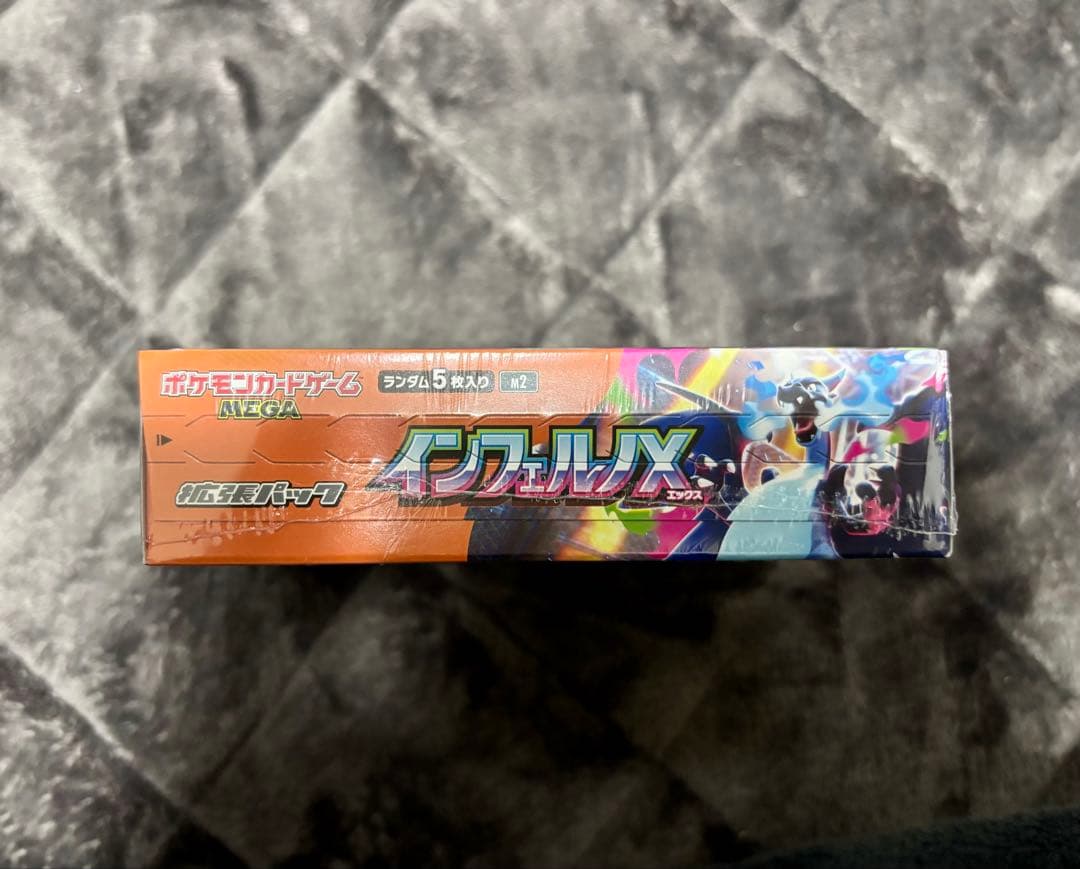 ポケモンカードゲーム
MEGA
ランダム5枚入り
M2
拡張パック
インフェルノX
エックス